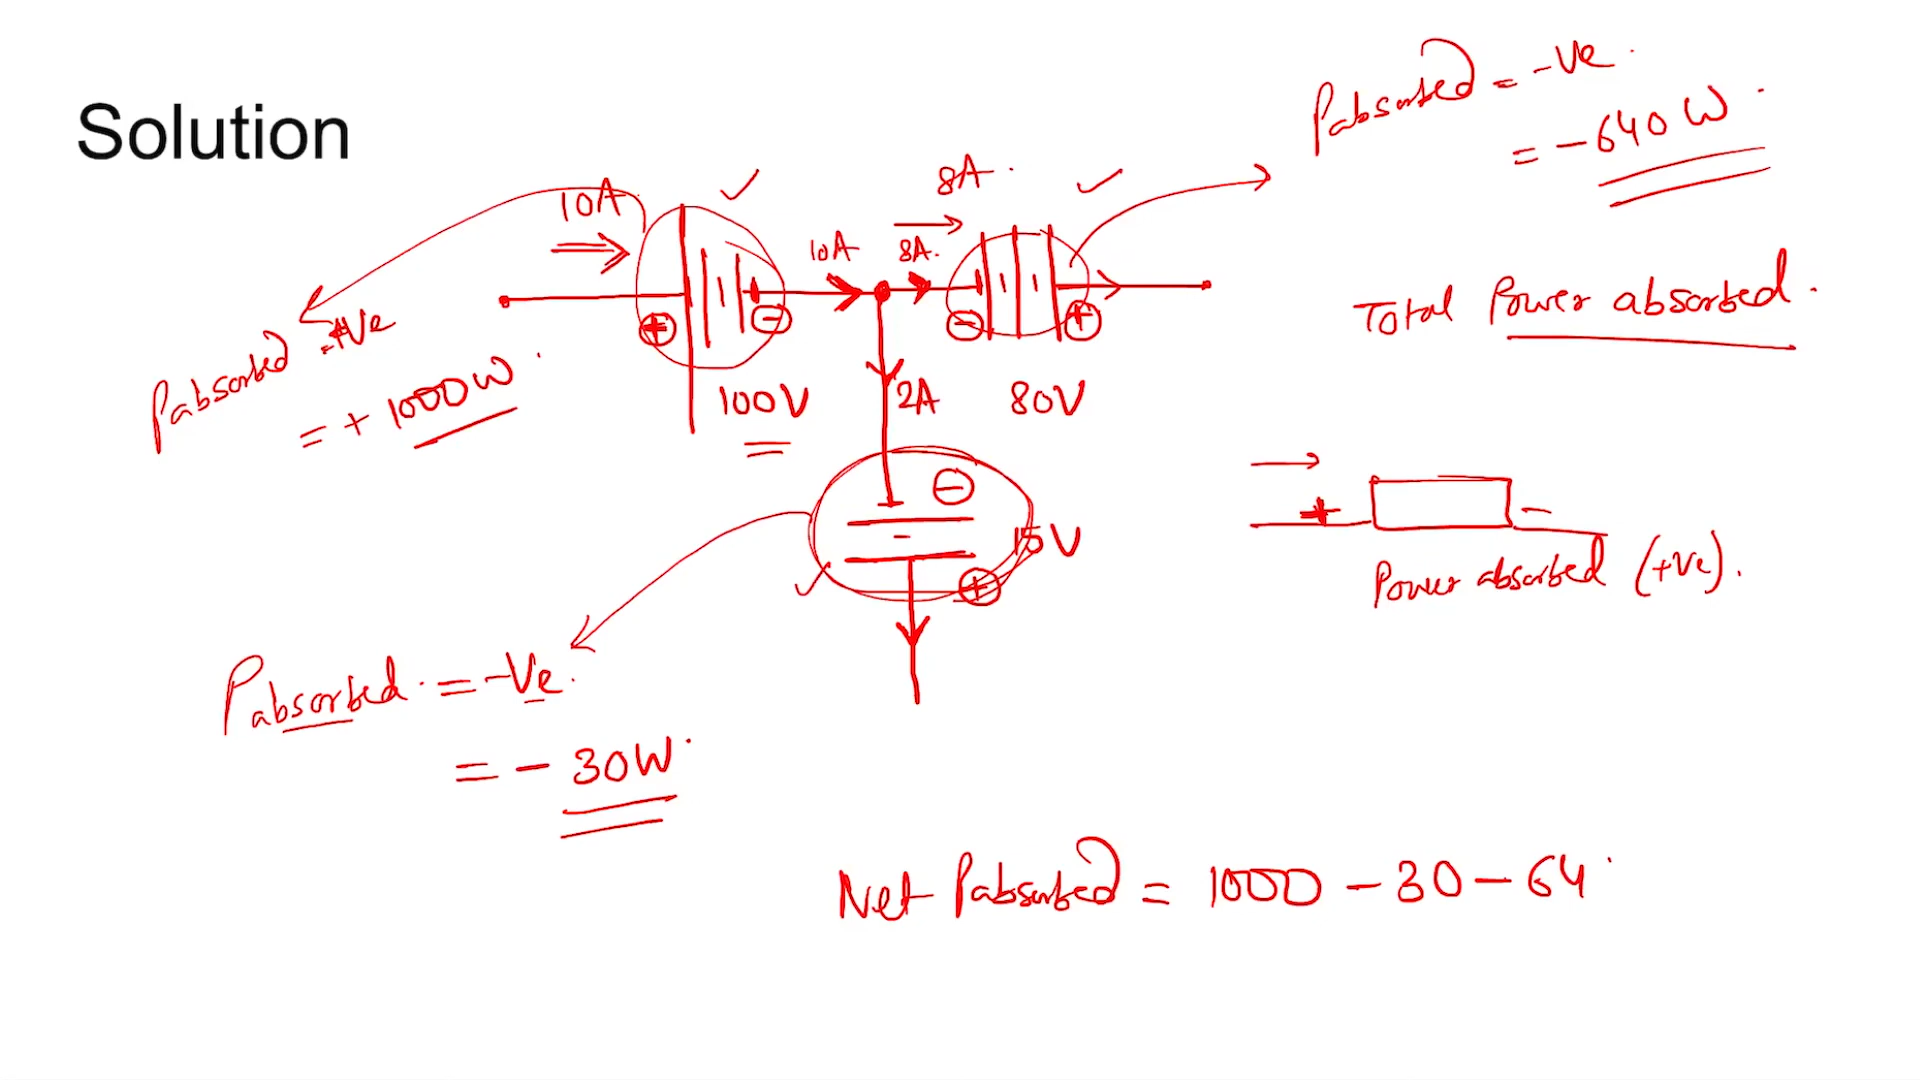 Solution
Pabsorbed = -Ve.
= - 640 W.
8A.
10A
10A
8A.
Pabsorbed = +Ve
= + 1000 W.
+
-
-
+
100V
2A
80V
Total Power absorbed.
-
15V
+
+
-
Power absorbed (+Ve).
Pabsorbed. = -Ve.
= - 30W.
Net Pabsorbed = 1000 - 30 - 64